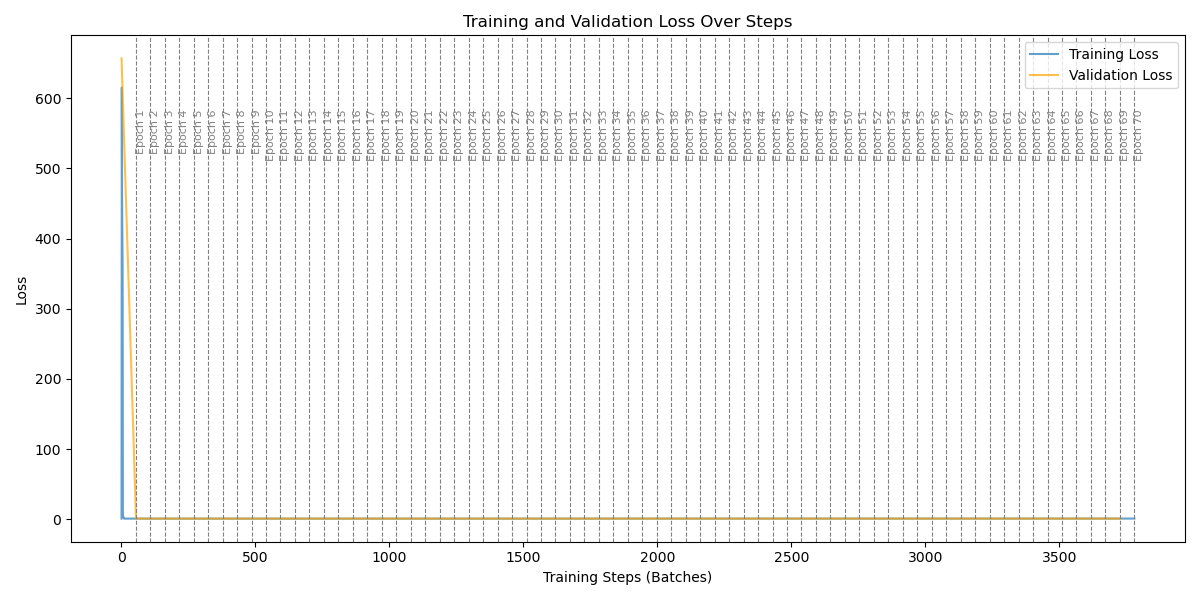 Training and Validation Loss Over Steps
Training Loss
Validation Loss
600
500
400
300
200
100
0
Loss
Epoch 1
Epoch 2
Epoch 3
Epoch 4
Epoch 5
Epoch 6
Epoch 7
Epoch 8
Epoch 9
Epoch 10
Epoch 11
Epoch 12
Epoch 13
Epoch 14
Epoch 15
Epoch 16
Epoch 17
Epoch 18
Epoch 19
Epoch 20
Epoch 21
Epoch 22
Epoch 23
Epoch 24
Epoch 25
Epoch 26
Epoch 27
Epoch 28
Epoch 29
Epoch 30
Epoch 31
Epoch 32
Epoch 33
Epoch 34
Epoch 35
Epoch 36
Epoch 37
Epoch 38
Epoch 39
Epoch 40
Epoch 41
Epoch 42
Epoch 43
Epoch 44
Epoch 45
Epoch 46
Epoch 47
Epoch 48
Epoch 49
Epoch 50
Epoch 51
Epoch 52
Epoch 53
Epoch 54
Epoch 55
Epoch 56
Epoch 57
Epoch 58
Epoch 59
Epoch 60
Epoch 61
Epoch 62
Epoch 63
Epoch 64
Epoch 65
Epoch 66
Epoch 67
Epoch 68
Epoch 69
Epoch 70
0
500
1000
1500
2000
2500
3000
3500
Training Steps (Batches)